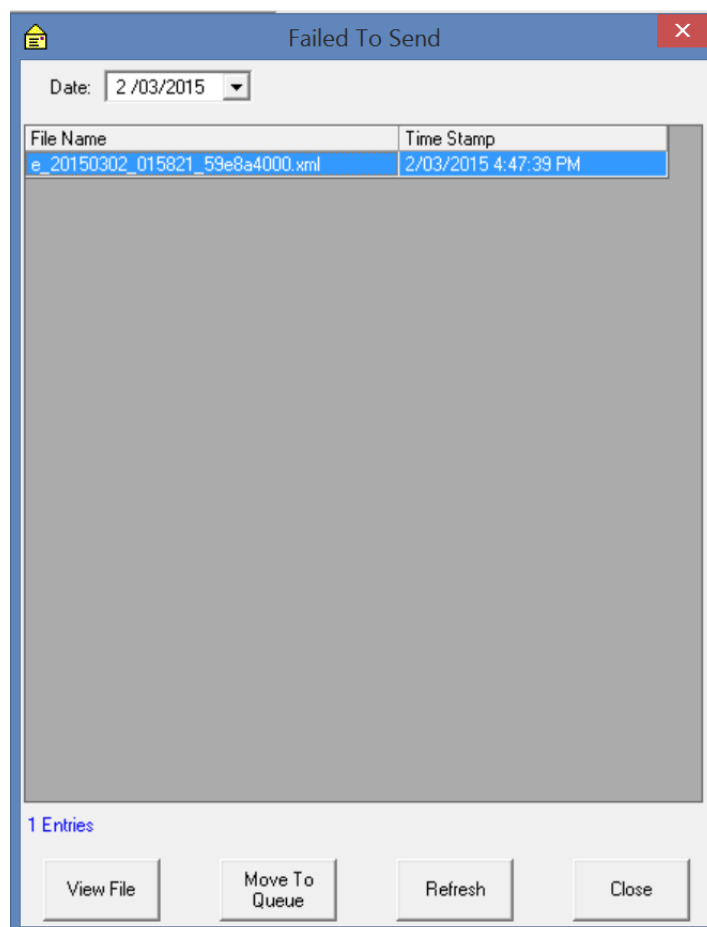 Failed To Send
Date: 2 /03/2015
File Name Time Stamp
e_20150302_015821_59e8a4000.xml 2/03/2015 4:47:39 PM
1 Entries
View File Move To Queue Refresh Close